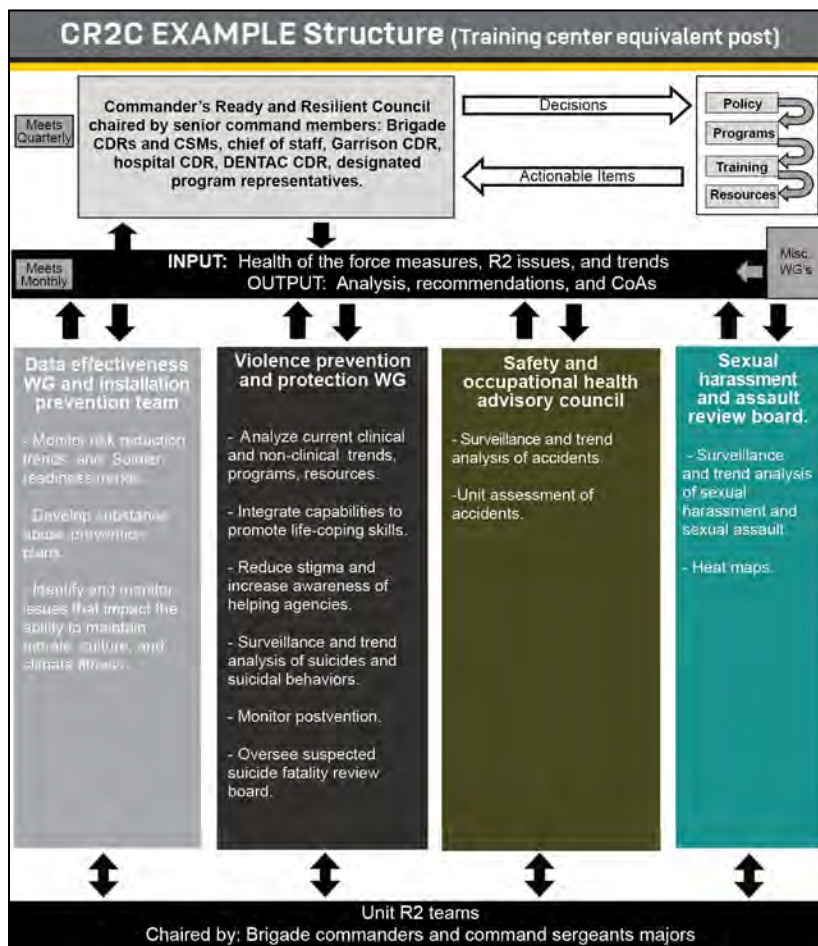 CR2C EXAMPLE Structure (Training center equivalent post)
Meets
Quarterly
Commander's Ready and Resilient Council
chaired by senior command members: Brigade
CDRs and CSMs, chief of staff, Garrison CDR,
hospital CDR, DENTAC CDR, designated
program representatives.
Decisions
Actionable Items
Policy
Programs
Training
Resources
Meets
Monthly
INPUT: Health of the force measures, R2 issues, and trends
OUTPUT: Analysis, recommendations, and CoAs
Misc.
WG's
Data effectiveness
WG and installation
prevention team
- Monitor risk reduction
trends and Soldier
readiness
- Develop substance
abuse prevention
plans.
- Identify and monitor
issues that impact the
ability to maintain
morale, culture, and
climate fitness.
Violence prevention
and protection WG
- Analyze current clinical
and non-clinical trends,
programs, resources.
- Integrate capabilities to
promote life-coping skills.
- Reduce stigma and
increase awareness of
helping agencies.
- Surveillance and trend
analysis of suicides and
suicidal behaviors.
- Monitor postvention.
- Oversee suspected
suicide fatality review
board.
Safety and
occupational health
advisory council
- Surveillance and trend
analysis of accidents.
-Unit assessment of
accidents.
Sexual
harassment
and assault
review board.
- Surveillance
and trend analysis
of sexual
harassment and
sexual assault
- Heat maps.
Unit R2 teams
Chaired by; Brigade commanders and command sergeants majors